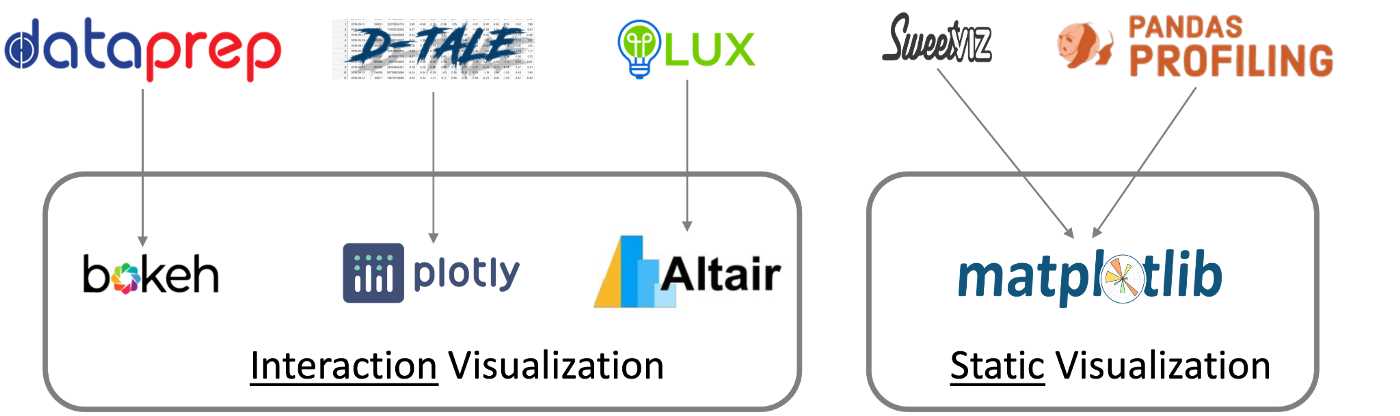 dataprep
D-TALE
LUX
SweetVIZ
PANDAS
PROFILING
bokeh
plotly
Altair
matplotlib
Interaction Visualization
Static Visualization